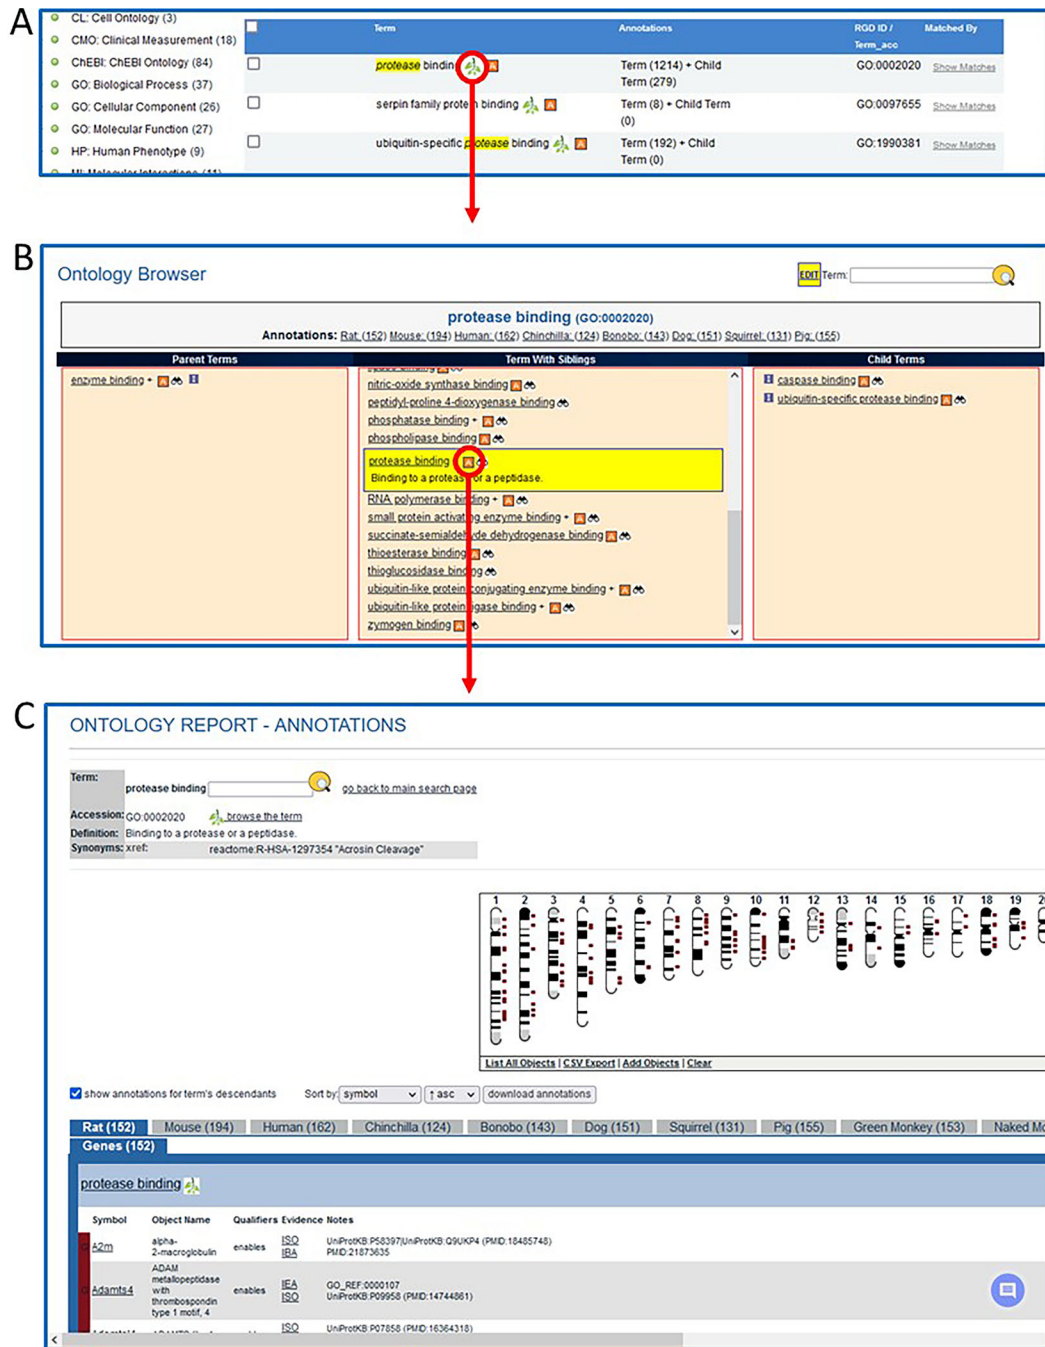 A
CL: Cell Ontology (3)
CMO: Clinical Measurement (18)
ChEBI: ChEBI Ontology (84)
GO: Biological Process (37)
GO: Cellular Component (26)
GO: Molecular Function (27)
HP: Human Phenotype (9)
MI: Molecular Interactions (11)
Term Annotations RGD ID / Term_acc Matched By
protease binding A Term (1214) + Child Term (279) GO:0002020 Show Matches
serpin family protein binding A Term (8) + Child Term (0) GO:0097655 Show Matches
ubiquitin-specific protease binding A Term (192) + Child Term (0) GO:1990381 Show Matches
B
Ontology Browser
EDIT Term:
protease binding (GO:0002020)
Annotations: Rat: (152) Mouse: (194) Human: (162) Chinchilla: (124) Bonobo: (143) Dog: (151) Squirrel: (131) Pig: (155)
Parent Terms Term With Siblings Child Terms
enzyme binding + A I
nitric-oxide synthase binding A
peptidyl-proline 4-dioxygenase binding
phosphatase binding + A
phospholipase binding A
protease binding A
Binding to a protease or a peptidase.
RNA polymerase binding + A
small protein activating enzyme binding + A
succinate-semialdehyde dehydrogenase binding A
thioesterase binding A
thioglucosidase binding
ubiquitin-like protein conjugating enzyme binding + A
ubiquitin-like protein ligase binding + A
zymogen binding A
I caspase binding A
I ubiquitin-specific protease binding A
C
ONTOLOGY REPORT - ANNOTATIONS
Term: protease binding go back to main search page
Accession: GO:0002020 browse the term
Definition: Binding to a protease or a peptidase.
Synonyms: xref: reactome:R-HSA-1297354 "Acrosin Cleavage"
1 2 3 4 5 6 7 8 9 10 11 12 13 14 15 16 17 18 19
List All Objects | CSV Export | Add Objects | Clear
show annotations for term's descendants Sort by: symbol ↑ asc download annotations
Rat (152) Mouse (194) Human (162) Chinchilla (124) Bonobo (143) Dog (151) Squirrel (131) Pig (155) Green Monkey (153) Naked Mo
Genes (152)
protease binding
Symbol Object Name Qualifiers Evidence Notes
A2m alpha-2-macroglobulin enables ISO IBA UniProtKB:P58397|UniProtKB:Q9UKP4 (PMID:18485748) PMID:21873635
Adamts4 ADAM metallopeptidase with thrombospondin type 1 motif, 4 enables IEA ISO GO_REF:0000107 UniProtKB:P09958 (PMID:14744861)
ISO UniProtKB:P07858 (PMID:16364318)